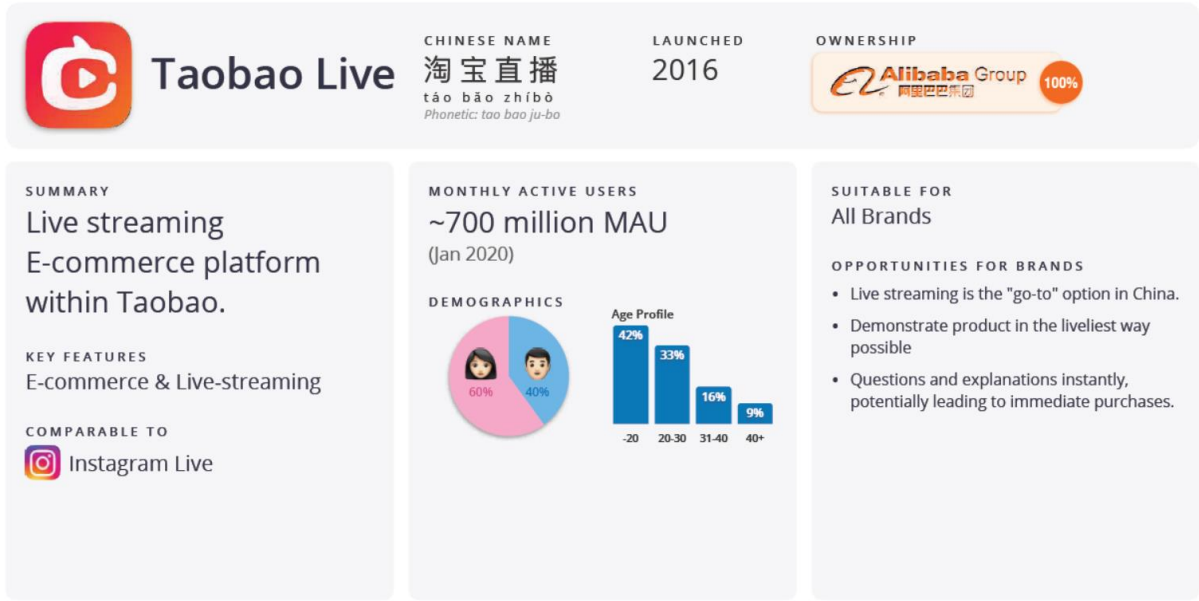 Taobao Live
CHINESE NAME
淘宝直播
táo bǎo zhíbò
Phonetic: tao bao ju-bo
LAUNCHED
2016
OWNERSHIP
Alibaba Group
阿里巴巴集团
100%
SUMMARY
Live streaming
E-commerce platform
within Taobao.
KEY FEATURES
E-commerce & Live-streaming
COMPARABLE TO
Instagram Live
MONTHLY ACTIVE USERS
~700 million MAU
(Jan 2020)
DEMOGRAPHICS
60%
40%
Age Profile
42%
33%
16%
9%
-20
20-30
31-40
40+
SUITABLE FOR
All Brands
OPPORTUNITIES FOR BRANDS
• Live streaming is the "go-to" option in China.
• Demonstrate product in the liveliest way
possible
• Questions and explanations instantly,
potentially leading to immediate purchases.